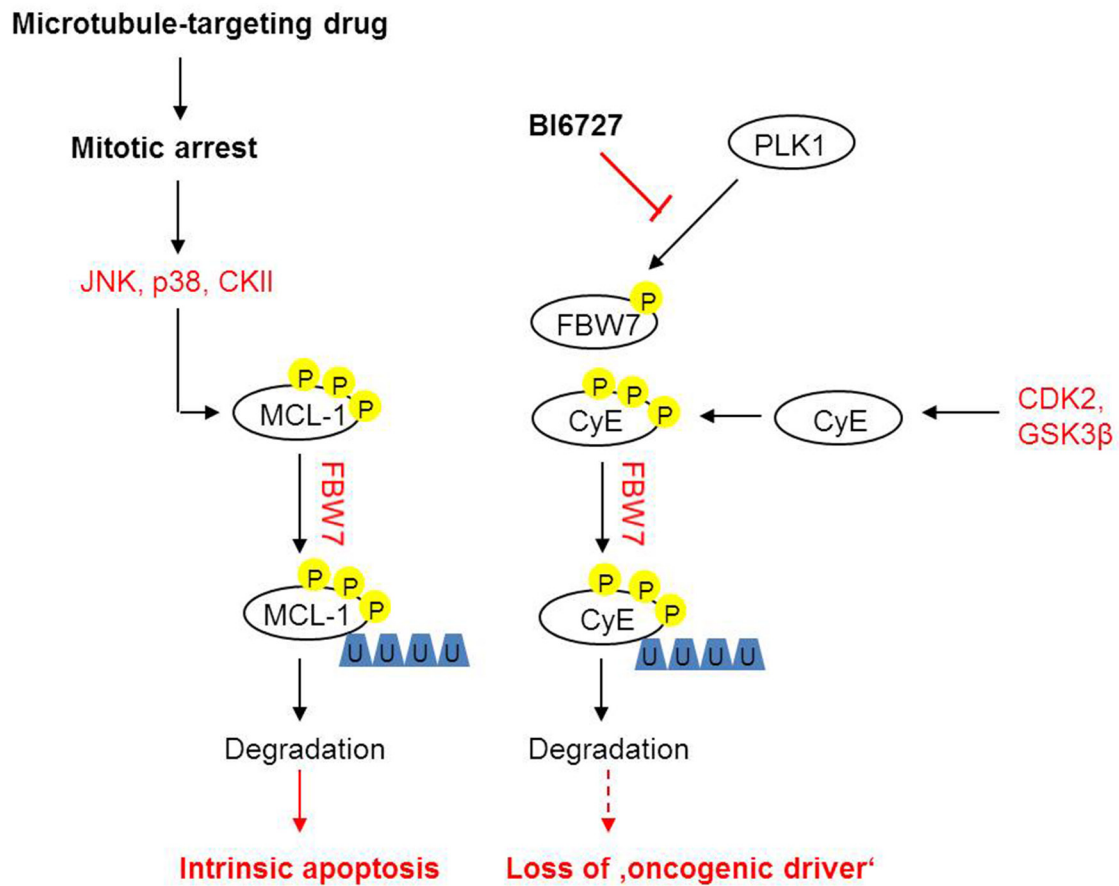 Microtubule-targeting drug
Mitotic arrest
JNK, p38, CKII
P P P
MCL-1
FBW7
P P P
MCL-1
U U U U
Degradation
Intrinsic apoptosis
BI6727
PLK1
P
FBW7
P P P
CyE
CyE
CDK2,
GSK3β
FBW7
P P P
CyE
U U U U
Degradation
Loss of ‚oncogenic driver‘